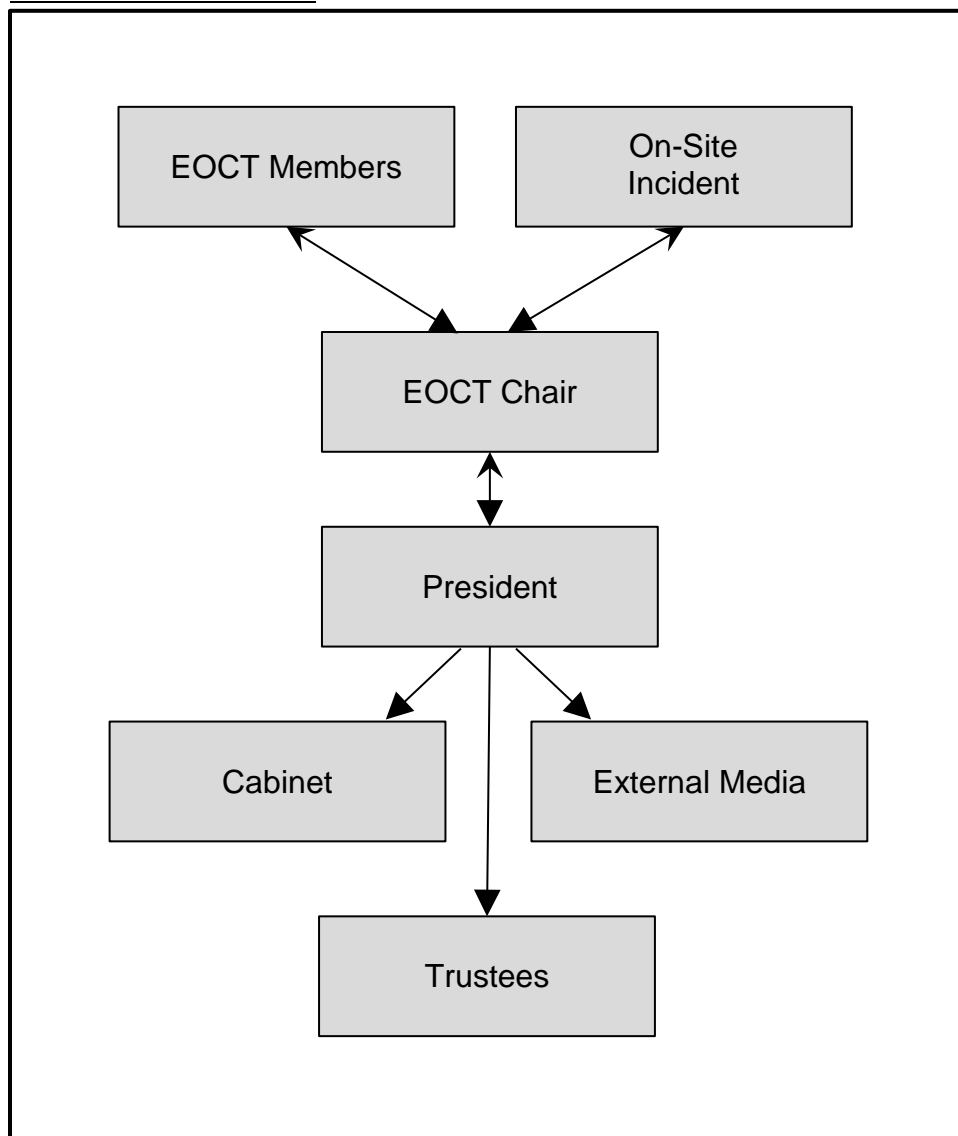 EOCT Members
On-Site
Incident
EOCT Chair
President
Cabinet
External Media
Trustees